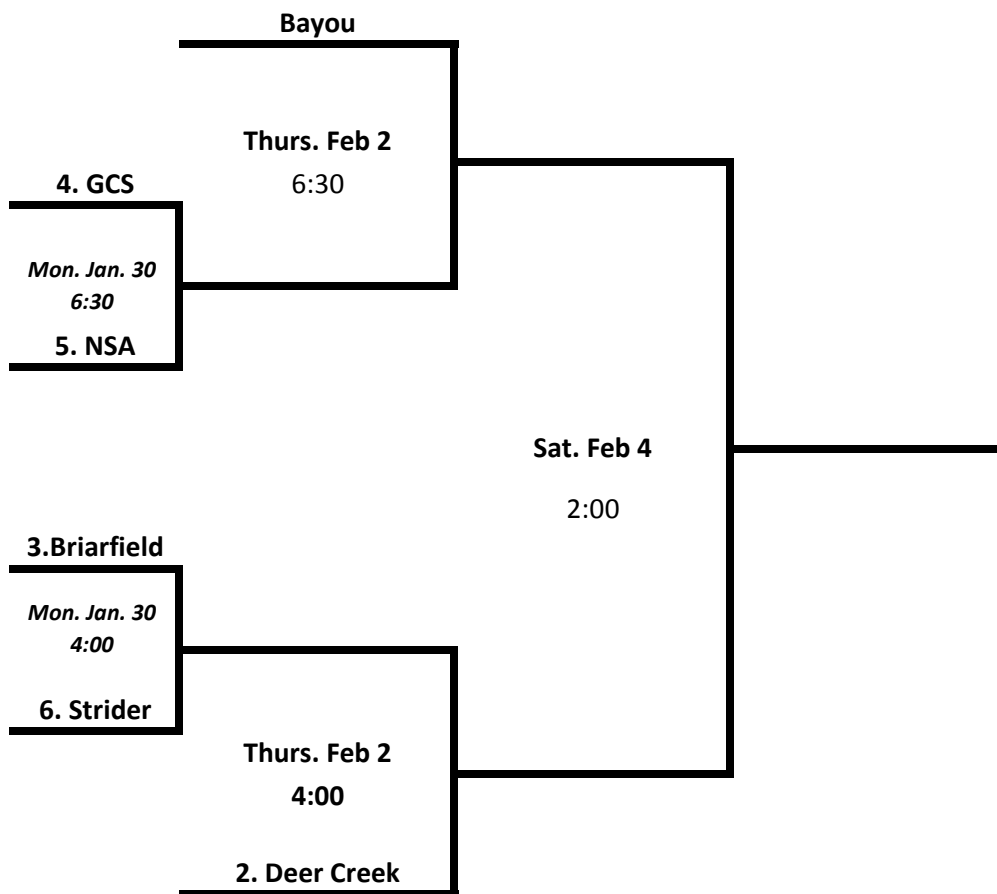 Bayou
Thurs. Feb 2
6:30
4. GCS
Mon. Jan. 30
6:30
5. NSA
Sat. Feb 4
2:00
3.Briarfield
Mon. Jan. 30
4:00
6. Strider
Thurs. Feb 2
4:00
2. Deer Creek